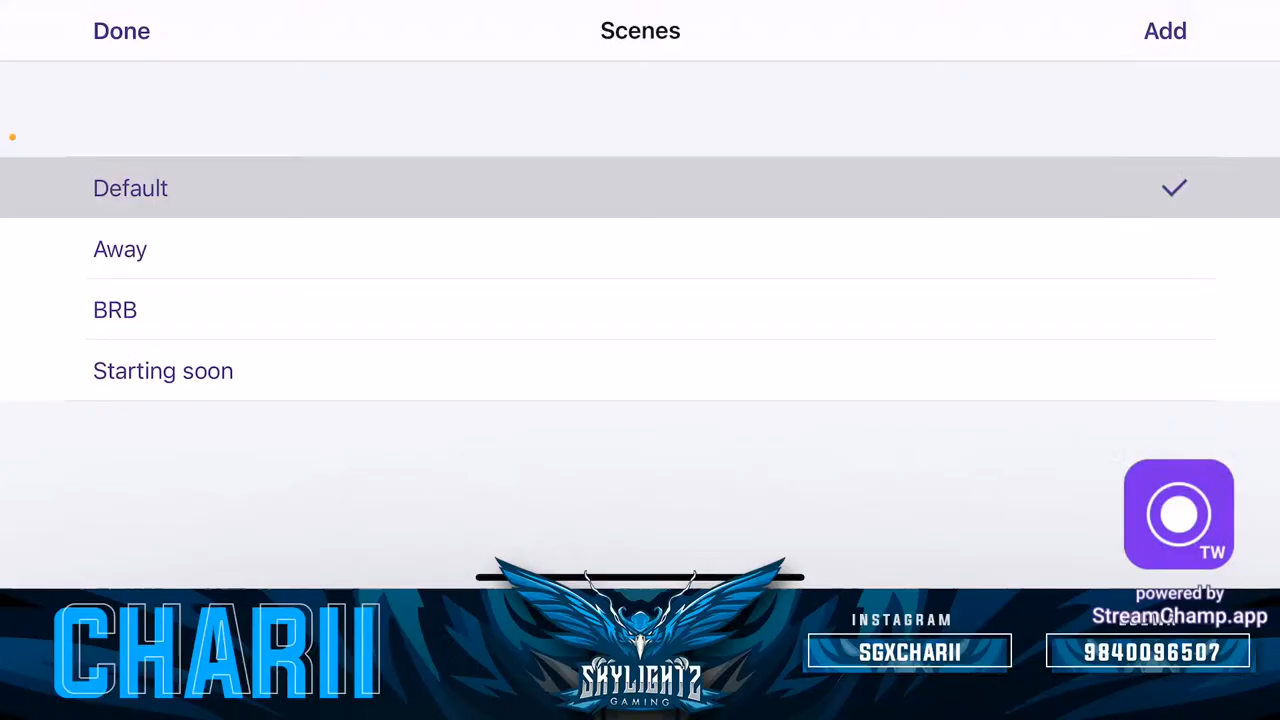 Done
Scenes
Add
Default
Away
BRB
Starting soon
TW
powered by
StreamChamp.app
CHARII
SKYLIGHTZ
GAMING
INSTAGRAM
SGXCHARII
9840096507